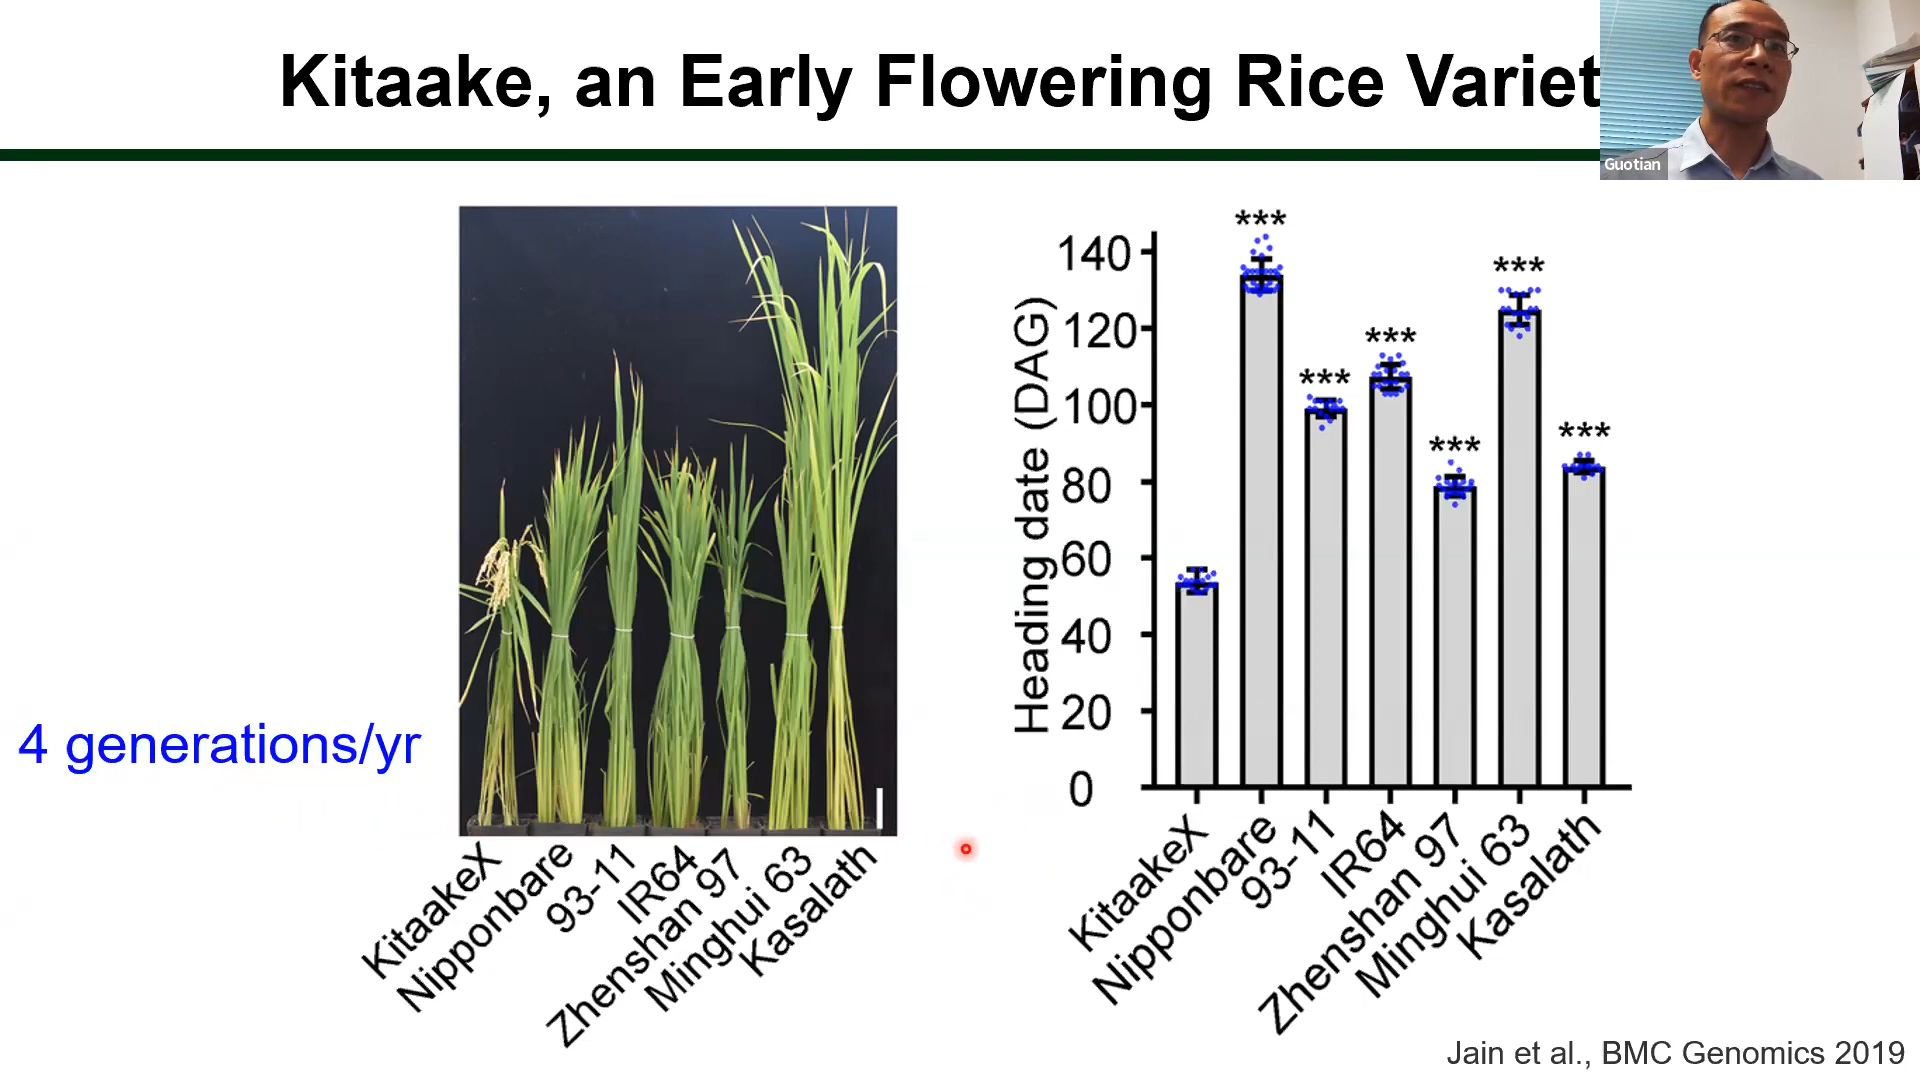 Kitaake, an Early Flowering Rice Variet
Guotian
4 generations/yr
KitaakeX
Nipponbare
93-11
IR64
Zhenshan 97
Minghui 63
Kasalath
Heading date (DAG)
140
120
100
80
60
40
20
0
***
***
***
***
***
***
KitaakeX
Nipponbare
93-11
IR64
Zhenshan 97
Minghui 63
Kasalath
Jain et al., BMC Genomics 2019